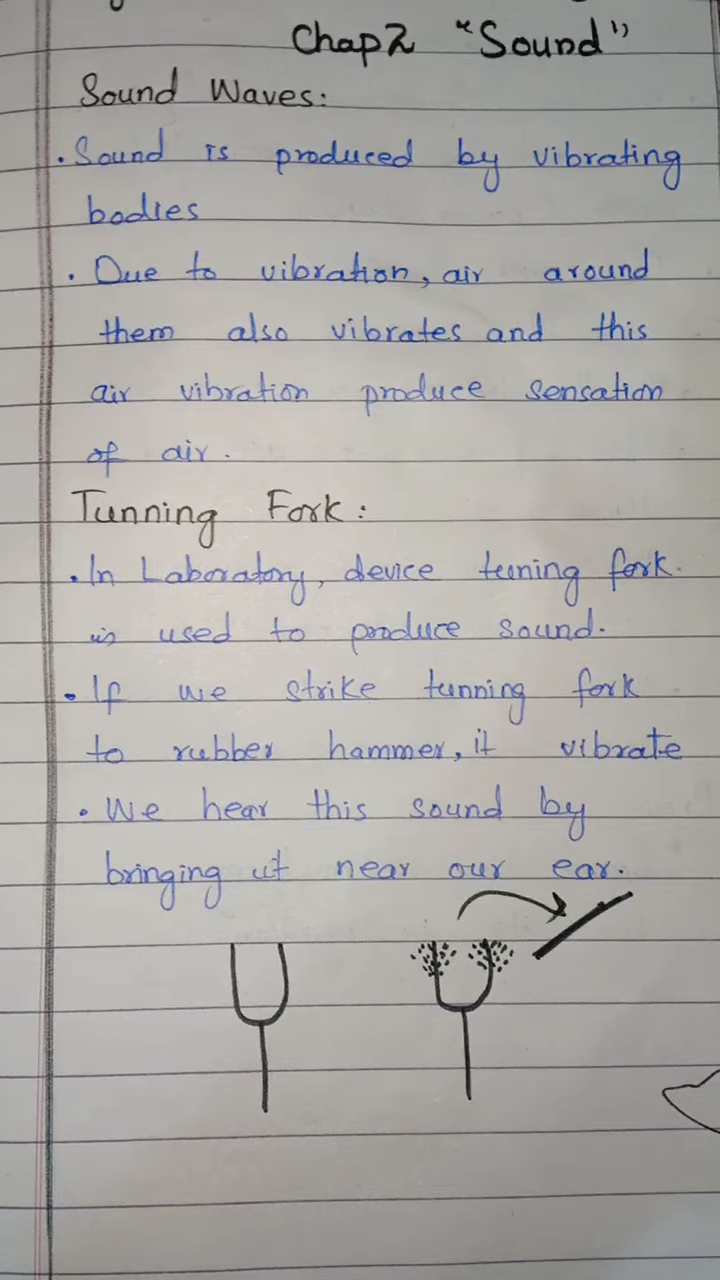 Chap 2 "Sound"
Sound Waves:
. Sound is produced by vibrating
bodies
. Due to vibration, air around
them also vibrates and this
air vibration produce sensation
of air.
Tunning Fork:
. In Laboratory, device tuning fork.
is used to produce sound.
. If we strike tunning fork
to rubber hammer, it vibrate
. We hear this sound by
bringing it near our ear.